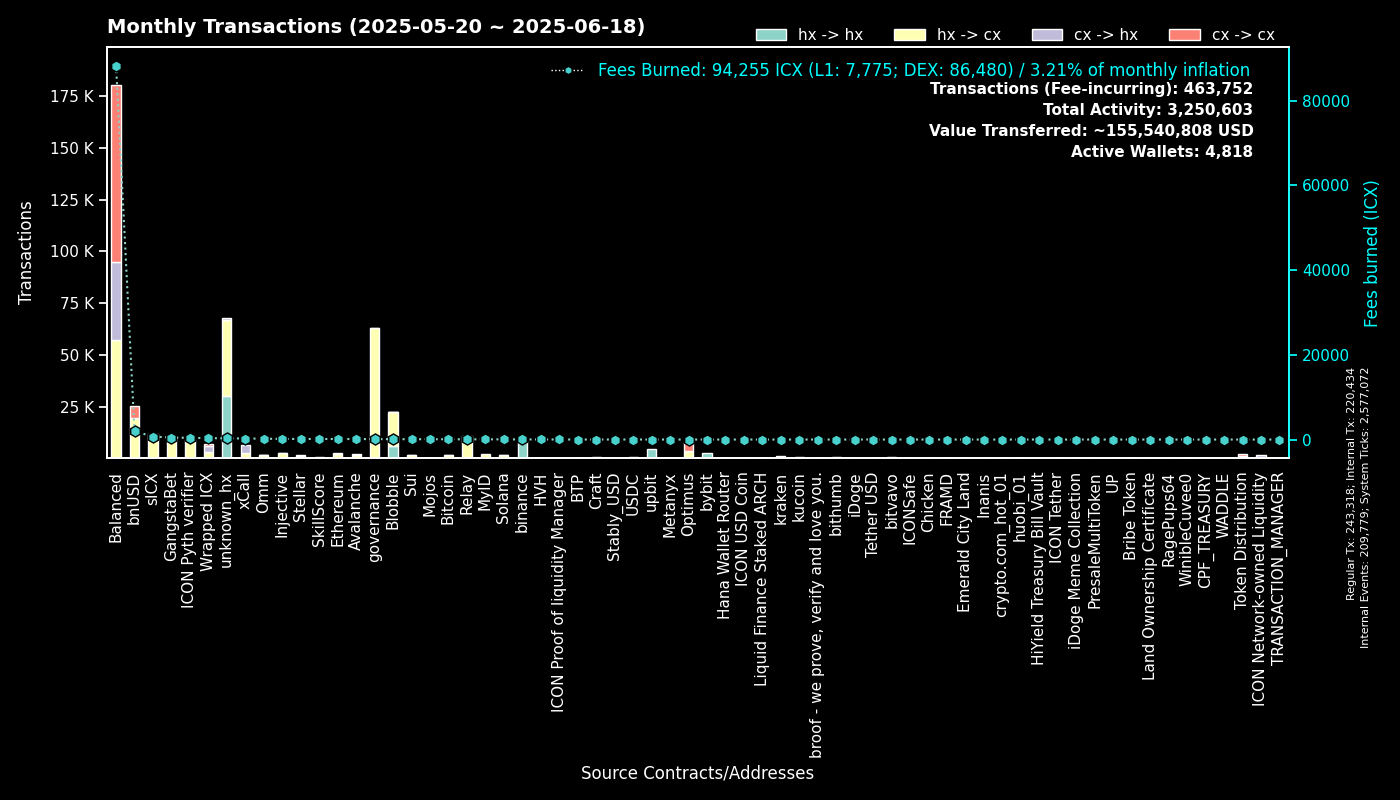 Monthly Transactions (2025-05-20 ~ 2025-06-18)
hx -> hx
hx -> cx
cx -> hx
cx -> cx
Fees Burned: 94,255 ICX (L1: 7,775; DEX: 86,480) / 3.21% of monthly inflation
Transactions (Fee-incurring): 463,752
Total Activity: 3,250,603
Value Transferred: ~155,540,808 USD
Active Wallets: 4,818
Transactions
175 K
150 K
125 K
100 K
75 K
50 K
25 K
80000
60000
40000
20000
0
Fees burned (ICX)
Regular Tx: 243,318; Internal Tx: 220,434
Internal Events: 209,779; System Ticks: 2,577,072
Balanced
bnUSD
sICX
GangstaBet
ICON Pyth verifier
Wrapped ICX
unknown_hx
xCall
Omm
Injective
Stellar
SkillScore
Ethereum
Avalanche
governance
Blobble
Sui
Mojos
Bitcoin
Relay
MyID
Solana
binance
HVH
ICON Proof of liquidity Manager
BTP
Craft
Stably_USD
USDC
upbit
Metanyx
Optimus
bybit
Hana Wallet Router
ICON USD Coin
Liquid Finance Staked ARCH
kraken
kucoin
broof - we prove, verify and love you.
bithumb
iDoge
Tether USD
bitvavo
ICONSafe
Chicken
FRAMD
Emerald City Land
Inanis
crypto.com_hot_01
huobi_01
HiYield Treasury Bill Vault
ICON Tether
iDoge Meme Collection
PresaleMultiToken
UP
Bribe Token
Land Ownership Certificate
RagePups64
WinibleCuvee0
CPF_TREASURY
WADDLE
Token Distribution
ICON Network-owned Liquidity
TRANSACTION_MANAGER
Source Contracts/Addresses